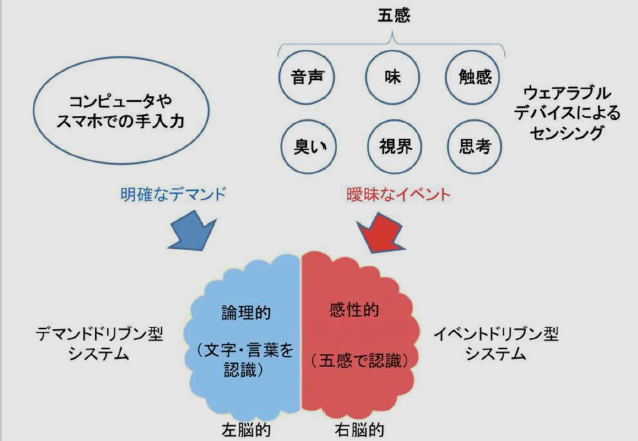 五感
音声
味
触感
コンピュータや
スマホでの手入力
ウェアラブル
デバイスによる
センシング
臭い
視界
思考
明確なデマンド
曖昧なイベント
論理的
(文字・言葉を
認識)
感性的
(五感で認識)
デマンドドリブン型
システム
イベントドリブン型
システム
左脳的
右脳的